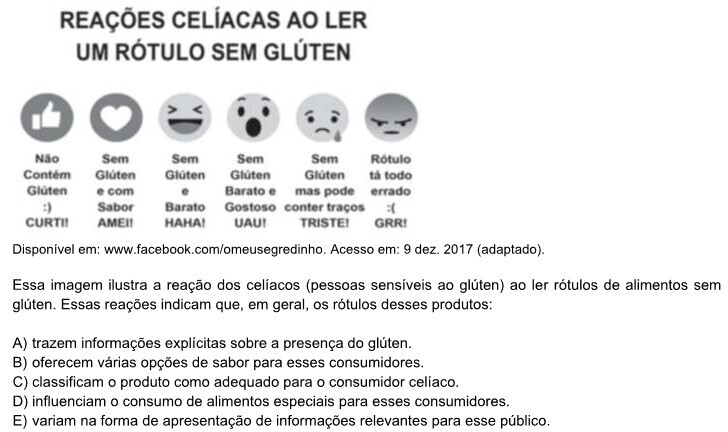 REAÇÕES CELÍACAS AO LER
UM RÓTULO SEM GLÚTEN
Não
Contém
Glúten
:)
CURTI!
Sem
Glúten
e com
Sabor
AMEI!
Sem
Glúten
e
Barato
HAHA!
Sem
Glúten
Barato e
Gostoso
UAU!
Sem
Glúten
mas pode
conter traços
TRISTE!
Rótulo
tá todo
errado
:(
GRR!
Disponível em: www.facebook.com/omeusegredinho. Acesso em: 9 dez. 2017 (adaptado).
Essa imagem ilustra a reação dos celíacos (pessoas sensíveis ao glúten) ao ler rótulos de alimentos sem
glúten. Essas reações indicam que, em geral, os rótulos desses produtos:
A) trazem informações explícitas sobre a presença do glúten.
B) oferecem várias opções de sabor para esses consumidores.
C) classificam o produto como adequado para o consumidor celíaco.
D) influenciam o consumo de alimentos especiais para esses consumidores.
E) variam na forma de apresentação de informações relevantes para esse público.